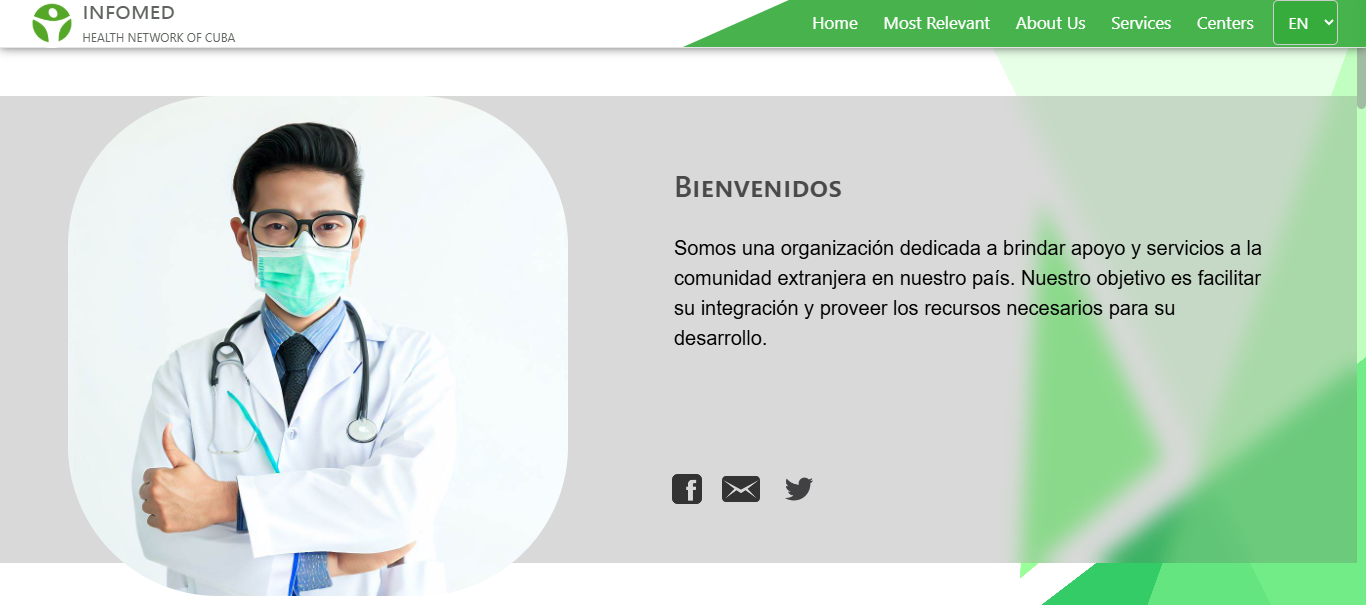 INFOMED
HEALTH NETWORK OF CUBA
Home Most Relevant About Us Services Centers EN
Bienvenidos
Somos una organización dedicada a brindar apoyo y servicios a la
comunidad extranjera en nuestro país. Nuestro objetivo es facilitar
su integración y proveer los recursos necesarios para su
desarrollo.